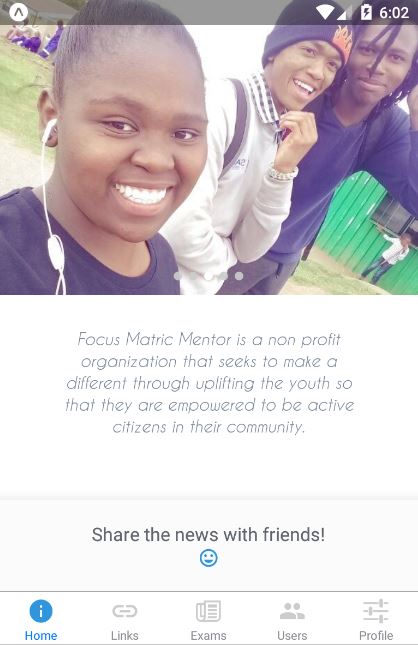 6:02
Focus Matric Mentor is a non profit
organization that seeks to make a
different through uplifting the youth so
that they are empowered to be active
citizens in their community.
Share the news with friends!
Home Links Exams Users Profile